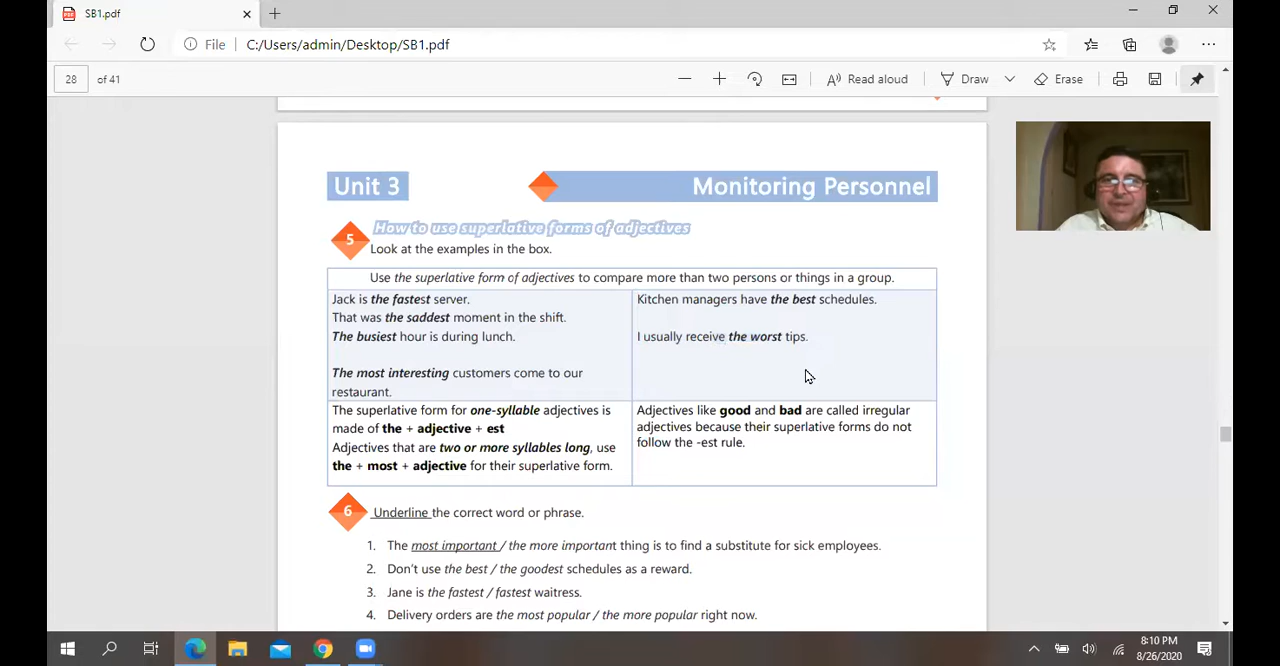 SB1.pdf
File C:/Users/admin/Desktop/SB1.pdf
28 of 41
Read aloud
Draw
Erase
Unit 3
Monitoring Personnel
5 How to use superlative forms of adjectives
Look at the examples in the box.
Use the superlative form of adjectives to compare more than two persons or things in a group.
Jack is the fastest server.
That was the saddest moment in the shift.
The busiest hour is during lunch.
The most interesting customers come to our
restaurant.
Kitchen managers have the best schedules.
I usually receive the worst tips.
The superlative form for one-syllable adjectives is
made of the + adjective + est
Adjectives that are two or more syllables long, use
the + most + adjective for their superlative form.
Adjectives like good and bad are called irregular
adjectives because their superlative forms do not
follow the -est rule.
6 Underline the correct word or phrase.
1. The most important / the more important thing is to find a substitute for sick employees.
2. Don't use the best / the goodest schedules as a reward.
3. Jane is the fastest / fastest waitress.
4. Delivery orders are the most popular / the more popular right now.
8:10 PM
8/26/2020